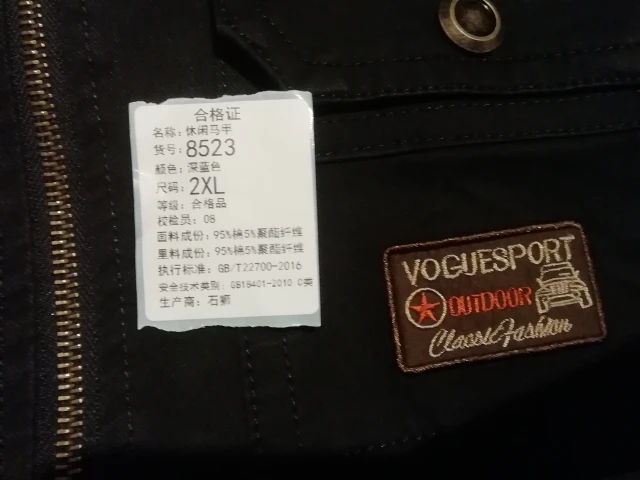 合格证
名称：休闲马甲
货号：8523
颜色：深蓝色
尺码：2XL
等级：合格品
校检员：08
面料成份：95%棉5%聚酯纤维
里料成份：95%棉5%聚酯纤维
执行标准：GB/T22700-2016
安全技术类别：GB18401-2010 C类
生产商：石狮
VOGUESPORT
OUTDOOR
Classic Fashion